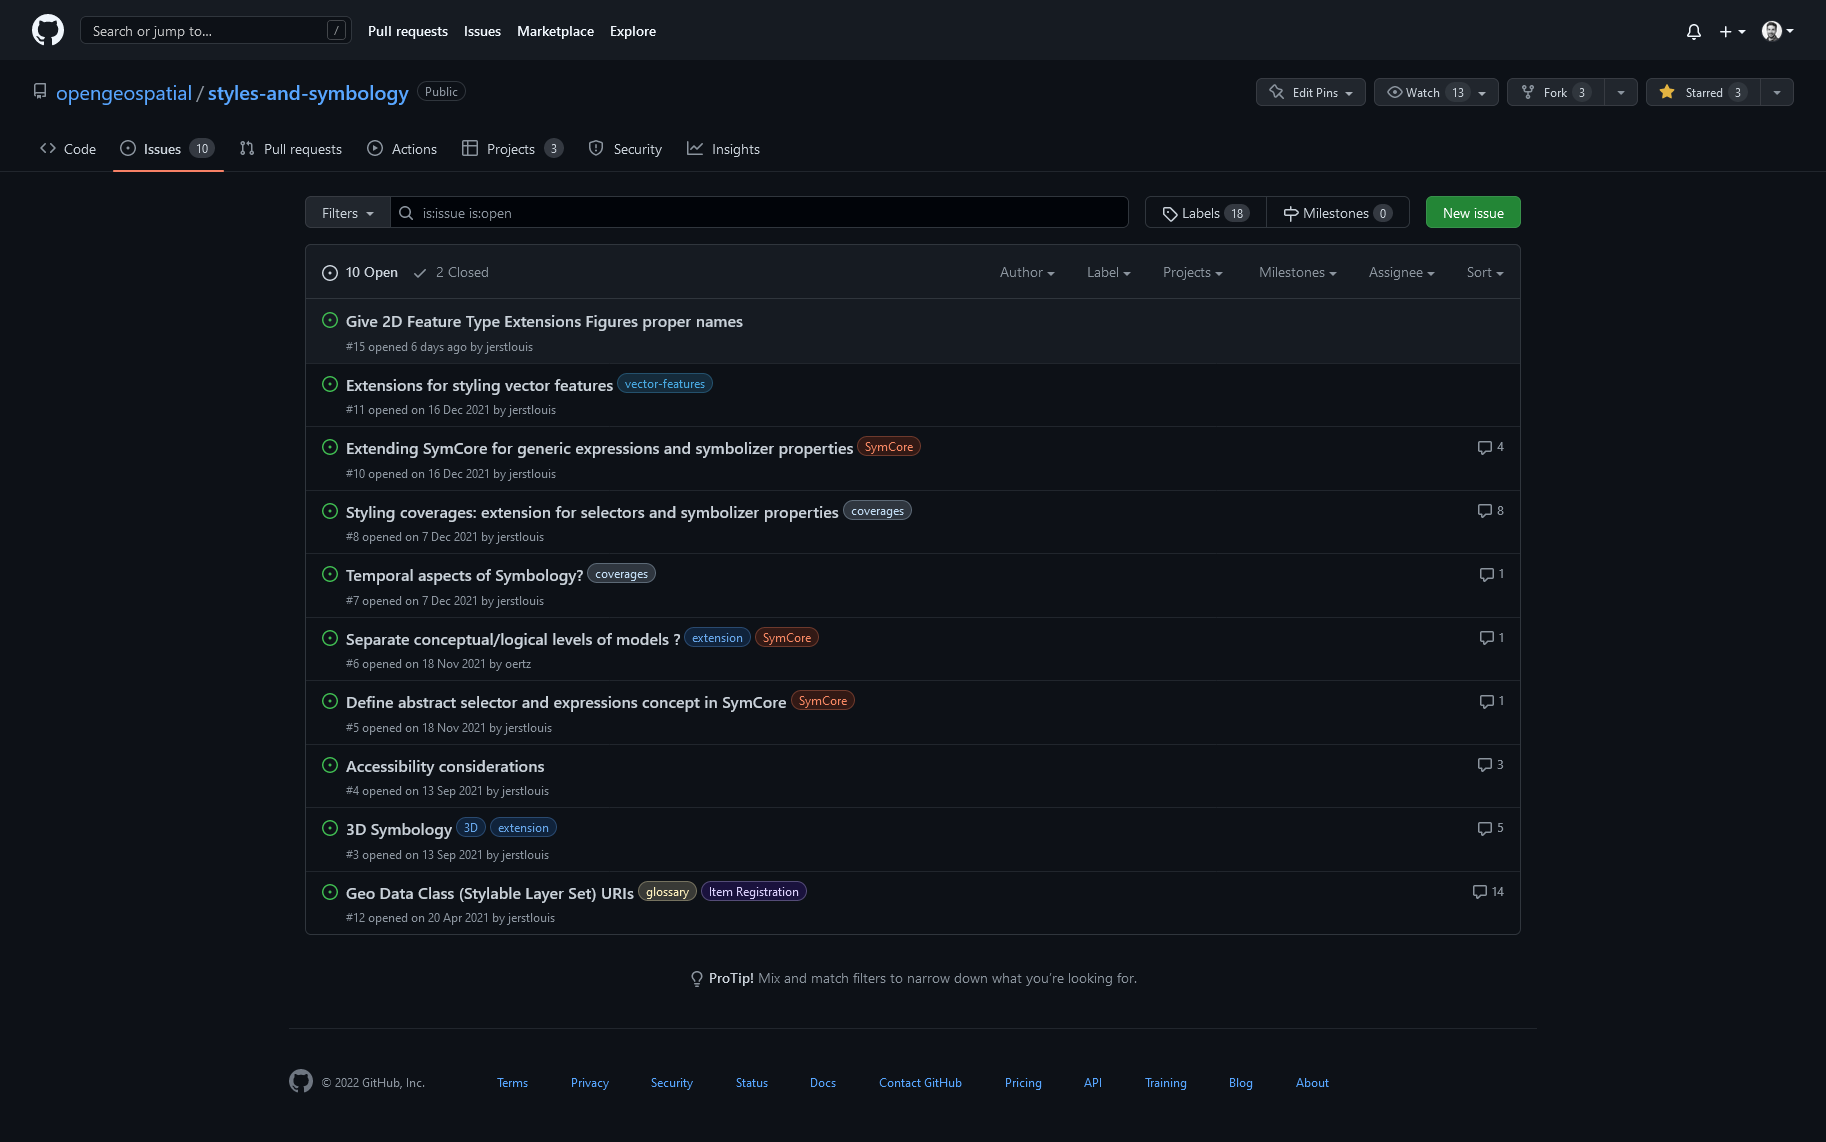 Search or jump to... /
Pull requests Issues Marketplace Explore
opengeospatial / styles-and-symbology Public
Edit Pins Watch 13 Fork 3 Starred 3
Code Issues 10 Pull requests Actions Projects 3 Security Insights
Filters is:issue is:open Labels 18 Milestones 0 New issue
10 Open 2 Closed Author Label Projects Milestones Assignee Sort
Give 2D Feature Type Extensions Figures proper names
#15 opened 6 days ago by jerstlouis
Extensions for styling vector features vector-features
#11 opened on 16 Dec 2021 by jerstlouis
Extending SymCore for generic expressions and symbolizer properties SymCore 4
#10 opened on 16 Dec 2021 by jerstlouis
Styling coverages: extension for selectors and symbolizer properties coverages 8
#8 opened on 7 Dec 2021 by jerstlouis
Temporal aspects of Symbology? coverages 1
#7 opened on 7 Dec 2021 by jerstlouis
Separate conceptual/logical levels of models ? extension SymCore 1
#6 opened on 18 Nov 2021 by oertz
Define abstract selector and expressions concept in SymCore SymCore 1
#5 opened on 18 Nov 2021 by jerstlouis
Accessibility considerations 3
#4 opened on 13 Sep 2021 by jerstlouis
3D Symbology 3D extension 5
#3 opened on 13 Sep 2021 by jerstlouis
Geo Data Class (Stylable Layer Set) URIs glossary Item Registration 14
#12 opened on 20 Apr 2021 by jerstlouis
ProTip! Mix and match filters to narrow down what you're looking for.
© 2022 GitHub, Inc. Terms Privacy Security Status Docs Contact GitHub Pricing API Training Blog About